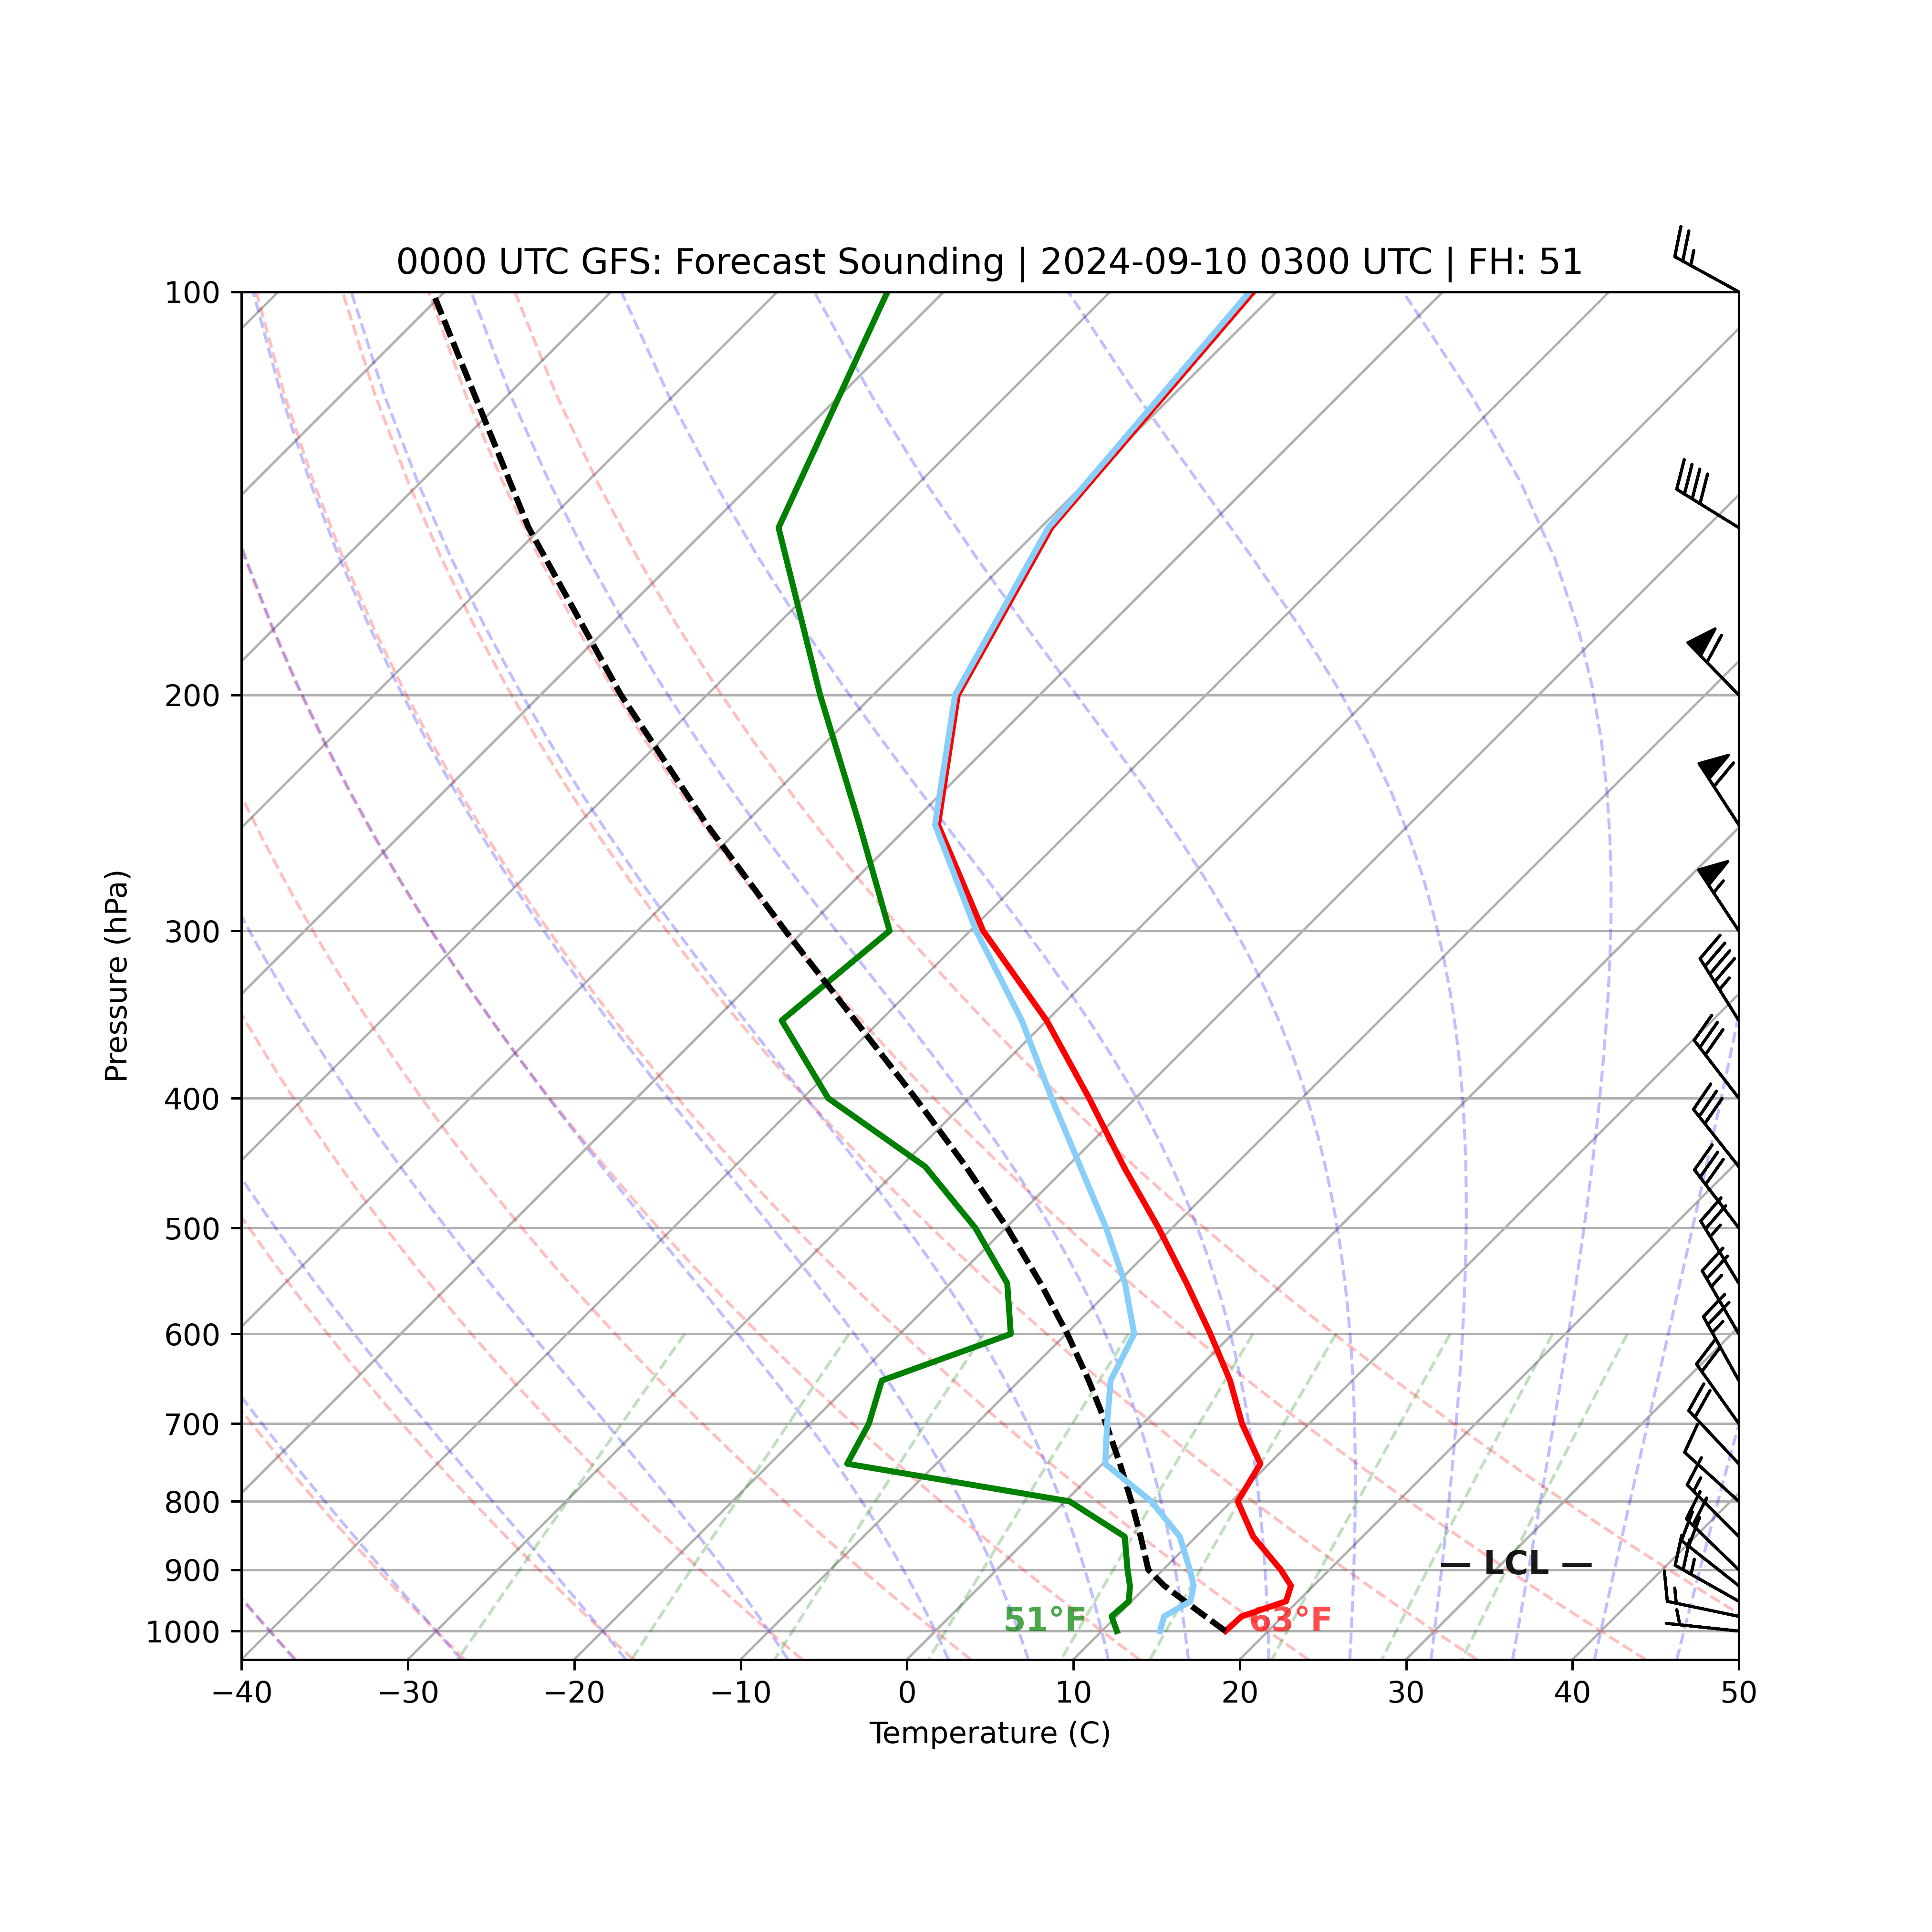 0000 UTC GFS: Forecast Sounding | 2024-09-10 0300 UTC | FH: 51
100
200
300
400
500
600
700
800
900
1000
Pressure (hPa)
— LCL —
51°F
63°F
−40 −30 −20 −10 0 10 20 30 40 50
Temperature (C)